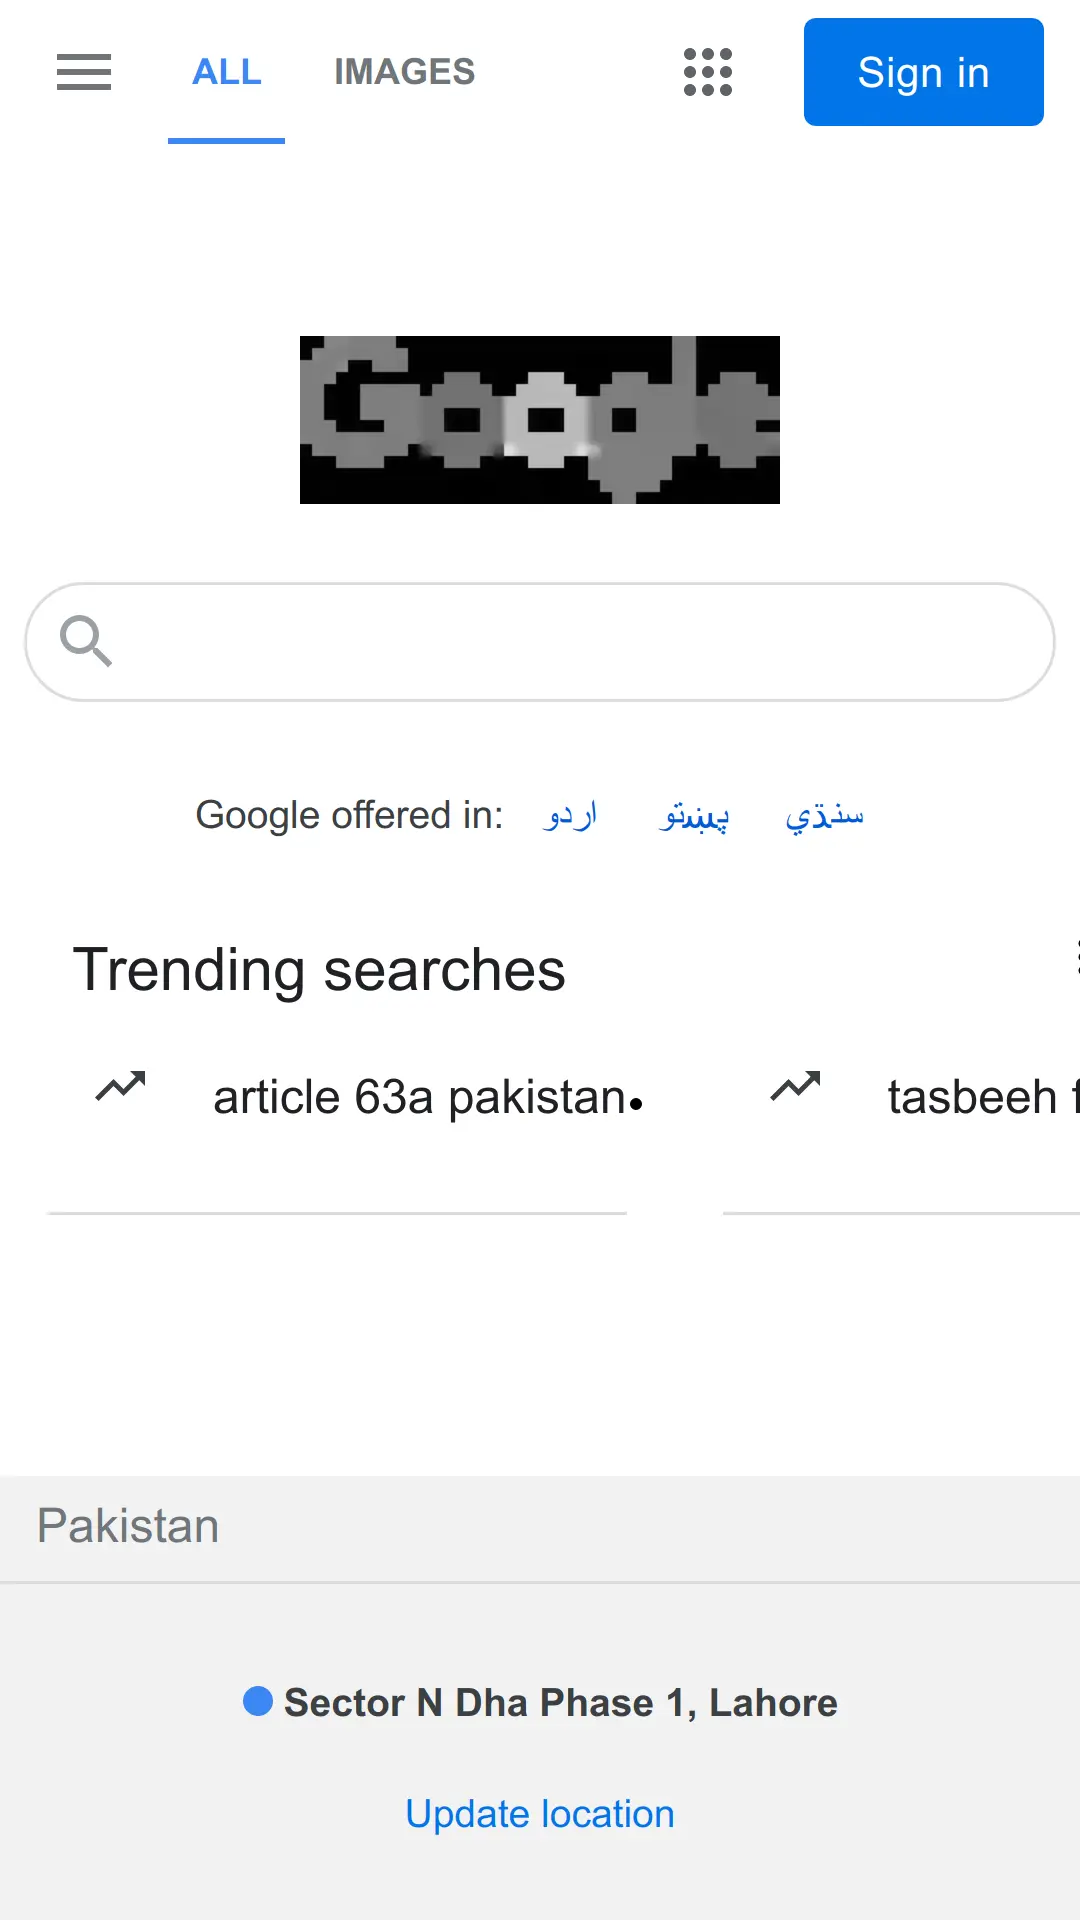 ALL IMAGES Sign in
Google
Google offered in: اردو پښتو سنڌي
Trending searches
article 63a pakistan
tasbeeh
Pakistan
Sector N Dha Phase 1, Lahore
Update location